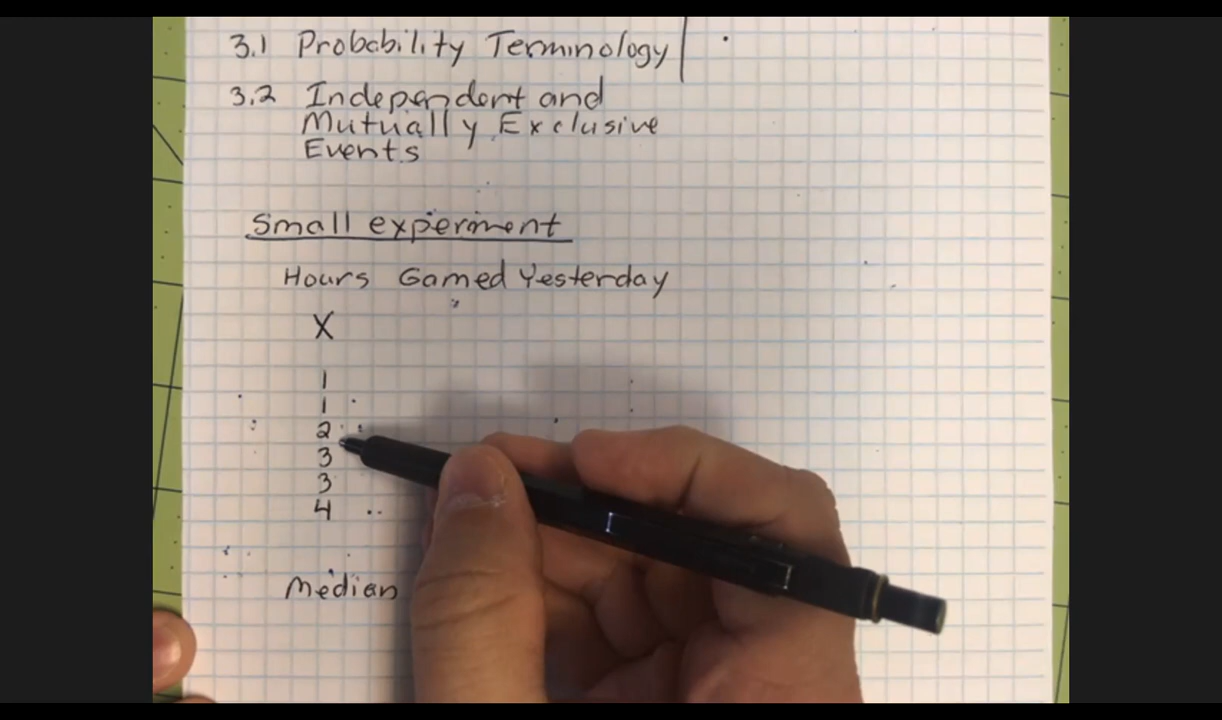 3.1 Probability Terminology
3.2 Independent and
Mutually Exclusive
Events
Small experiment
Hours Gamed Yesterday
X
1
1
2
3
3
4
Median